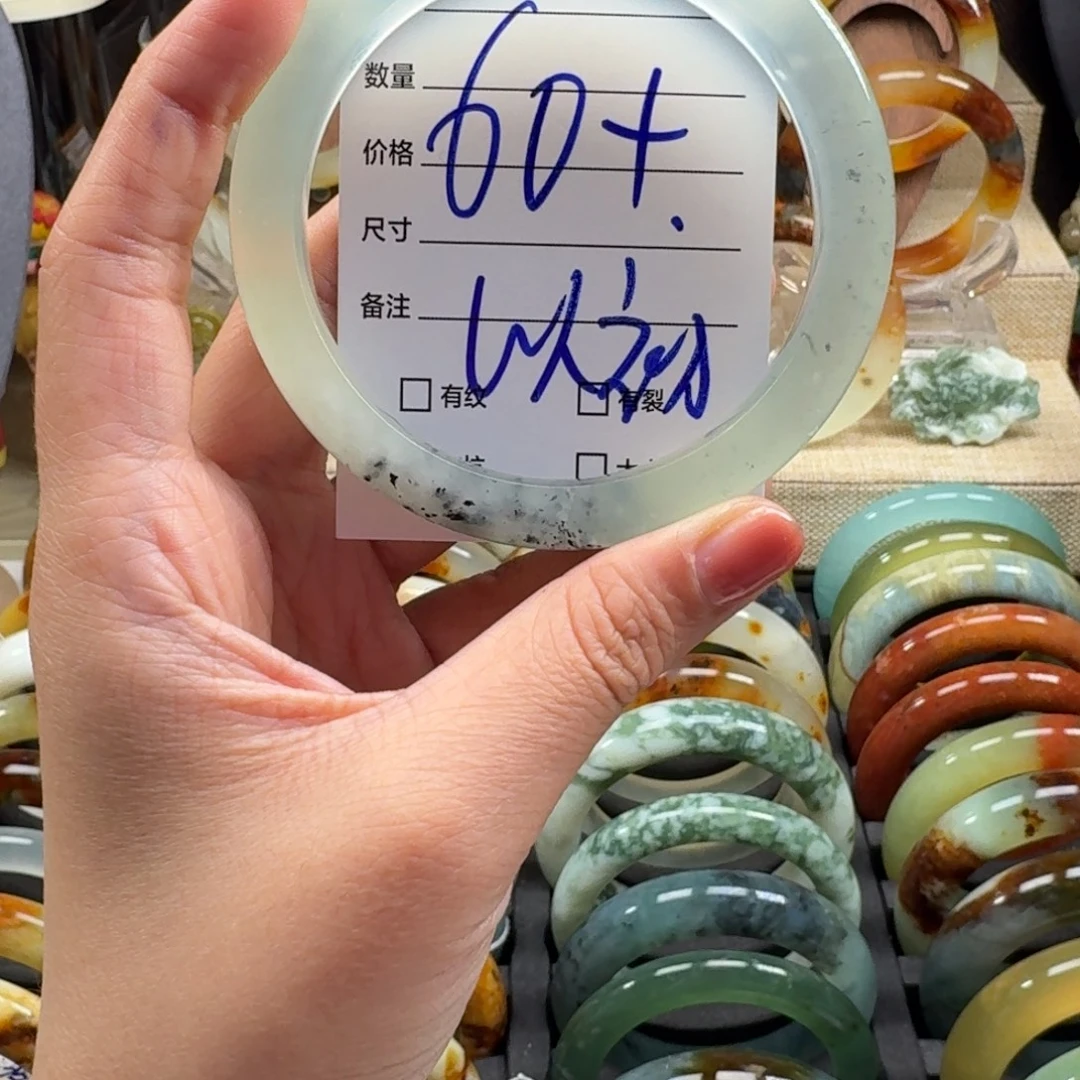 数量
价格 60+.
尺寸
备注
□ 有纹 □ 有裂